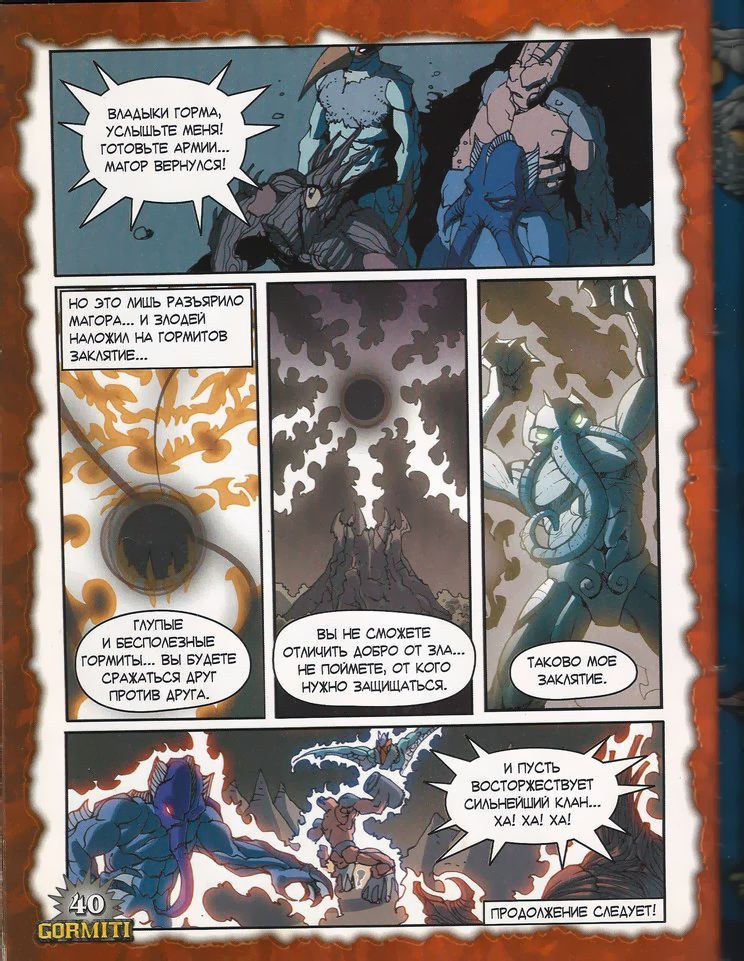 ВЛАДЫКИ ГОРМА,
УСЛЫШЬТЕ МЕНЯ!
ГОТОВЬТЕ АРМИИ...
МАГОР ВЕРНУЛСЯ!
НО ЭТО ЛИШЬ РАЗЪЯРИЛО
МАГОРА... И ЗЛОДЕЙ
НАЛОЖИЛ НА ГОРМИТОВ
ЗАКЛЯТИЕ...
ГЛУПЫЕ
И БЕСПОЛЕЗНЫЕ
ГОРМИТЫ... ВЫ БУДЕТЕ
СРАЖАТЬСЯ ДРУГ
ПРОТИВ ДРУГА.
ВЫ НЕ СМОЖЕТЕ
ОТЛИЧИТЬ ДОБРО ОТ ЗЛА...
НЕ ПОЙМЕТЕ, ОТ КОГО
НУЖНО ЗАЩИЩАТЬСЯ.
ТАКОВО МОЕ
ЗАКЛЯТИЕ.
И ПУСТЬ
ВОСТОРЖЕСТВУЕТ
СИЛЬНЕЙШИЙ КЛАН...
ХА! ХА! ХА!
ПРОДОЛЖЕНИЕ СЛЕДУЕТ!
40
GORMITI